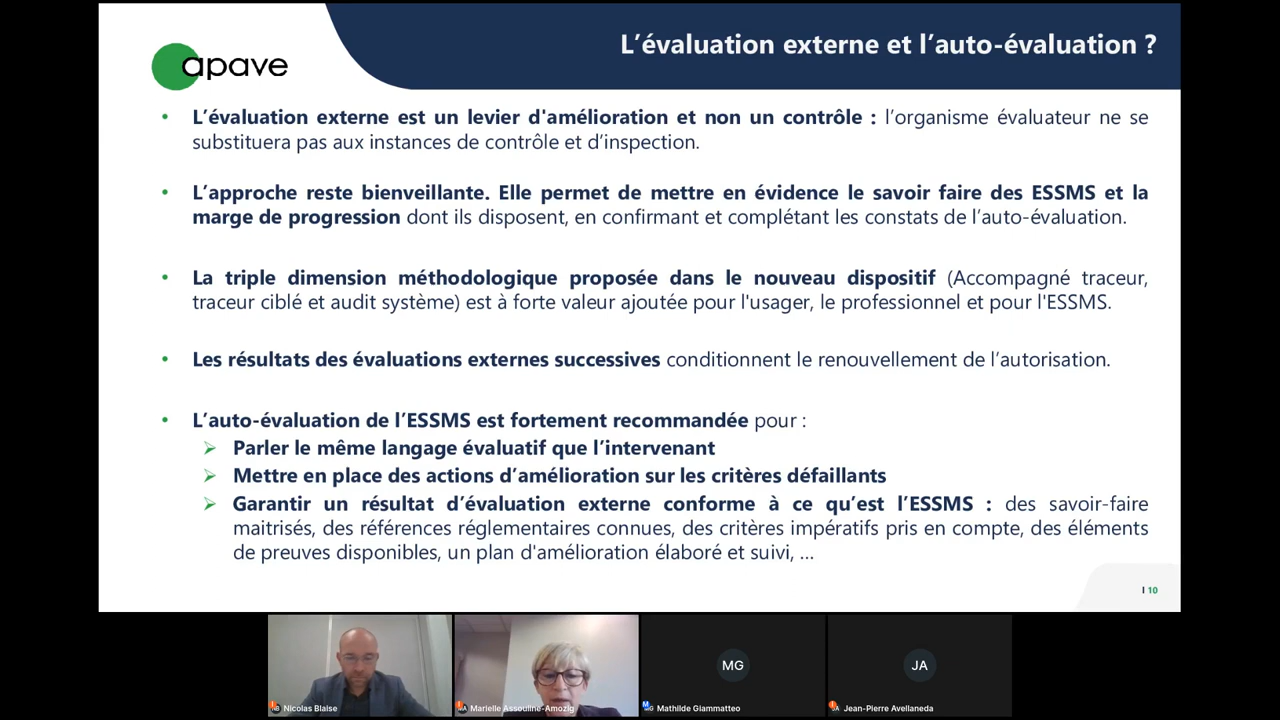 apave
L'évaluation externe et l'auto-évaluation ?
• L'évaluation externe est un levier d'amélioration et non un contrôle : l'organisme évaluateur ne se
substituera pas aux instances de contrôle et d'inspection.
• L'approche reste bienveillante. Elle permet de mettre en évidence le savoir faire des ESSMS et la
marge de progression dont ils disposent, en confirmant et complétant les constats de l'auto-évaluation.
• La triple dimension méthodologique proposée dans le nouveau dispositif (Accompagné traceur,
traceur ciblé et audit système) est à forte valeur ajoutée pour l'usager, le professionnel et pour l'ESSMS.
• Les résultats des évaluations externes successives conditionnent le renouvellement de l'autorisation.
• L'auto-évaluation de l'ESSMS est fortement recommandée pour :
➢ Parler le même langage évaluatif que l'intervenant
➢ Mettre en place des actions d'amélioration sur les critères défaillants
➢ Garantir un résultat d'évaluation externe conforme à ce qu'est l'ESSMS : des savoir-faire
maitrisés, des références réglementaires connues, des critères impératifs pris en compte, des éléments
de preuves disponibles, un plan d'amélioration élaboré et suivi, ...
I 10
MG
JA
Nicolas Blaise
Marielle Assouline-Amozig
Mathilde Giammatteo
Jean-Pierre Avellaneda